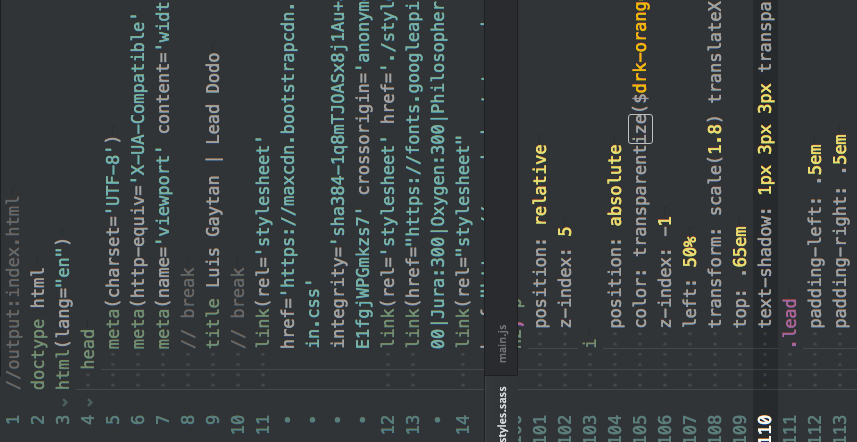 1 //output:index.html
2 doctype html
3 html(lang="en")
4 head
5 meta(charset='UTF-8')
6 meta(http-equiv='X-UA-Compatible'
7 meta(name='viewport' content='widt
8 // break
9 title Luis Gaytan | Lead Dodo
10 // break
11 link(rel='stylesheet'
• href='https://maxcdn.bootstrapcdn.
• in.css'
• integrity='sha384-1q8mTJOASx8j1Au+
• E1fgjWPGmkzs7' crossorigin='anonym
12 link(rel='stylesheet' href='./style
13 link(href="https://fonts.googleapi
• 00|Jura:300|Oxygen:300|Philosopher
14 link(rel="stylesheet"
styles.sass main.js
101 position: relative
102 z-index: 5
103 i
104 position: absolute
105 color: transparentize($drk-orang
106 z-index: -1
107 left: 50%
108 transform: scale(1.8) translateX
109 top: .65em
110 text-shadow: 1px 3px 3px transpa
111 .lead
112 padding-left: .5em
113 padding-right: .5em